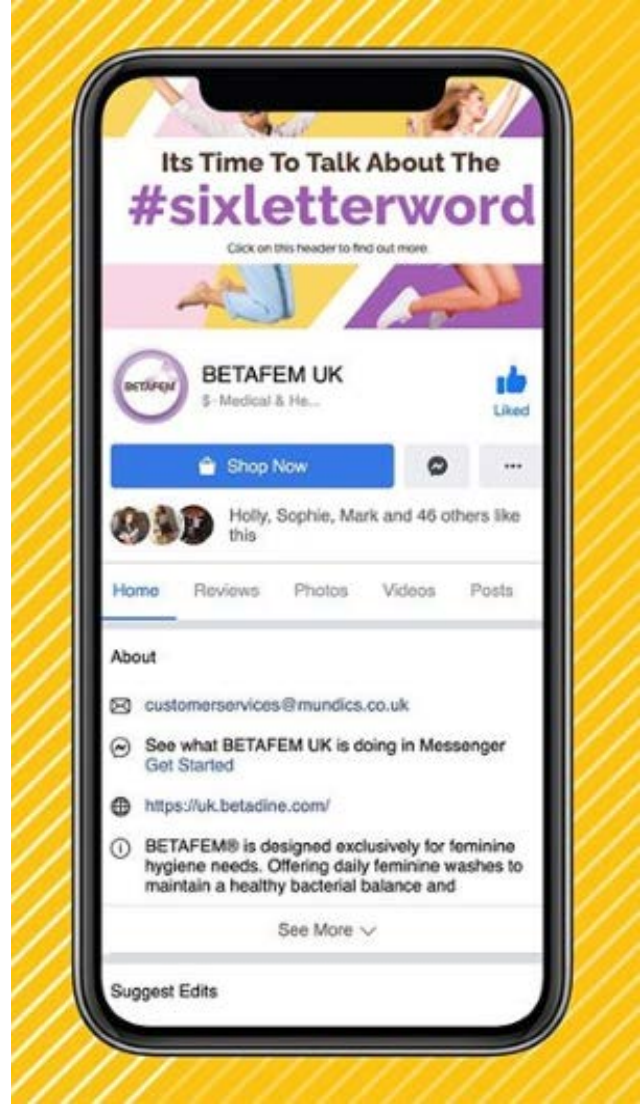 Its Time To Talk About The
#sixletterword
Click on this header to find out more.
BETAFEM
BETAFEM UK
$ · Medical & He...
Liked
Shop Now
Holly, Sophie, Mark and 46 others like
this
Home Reviews Photos Videos Posts
About
customerservices@mundics.co.uk
See what BETAFEM UK is doing in Messenger
Get Started
https://uk.betadine.com/
BETAFEM® is designed exclusively for feminine
hygiene needs. Offering daily feminine washes to
maintain a healthy bacterial balance and
See More
Suggest Edits